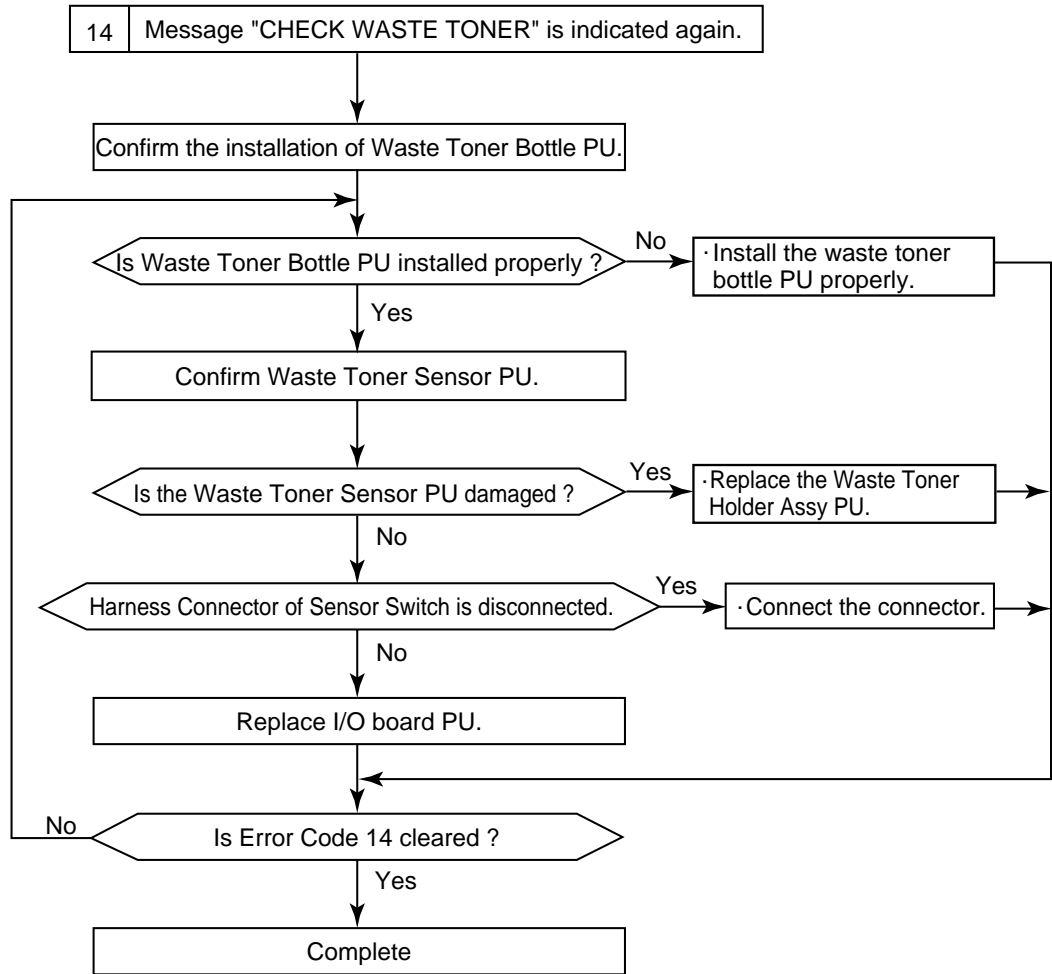 14 Message "CHECK WASTE TONER" is indicated again.
Confirm the installation of Waste Toner Bottle PU.
Is Waste Toner Bottle PU installed properly ?
No
·Install the waste toner
bottle PU properly.
Yes
Confirm Waste Toner Sensor PU.
Is the Waste Toner Sensor PU damaged ?
Yes
·Replace the Waste Toner
Holder Assy PU.
No
Harness Connector of Sensor Switch is disconnected.
Yes
·Connect the connector.
No
Replace I/O board PU.
No
Is Error Code 14 cleared ?
Yes
Complete